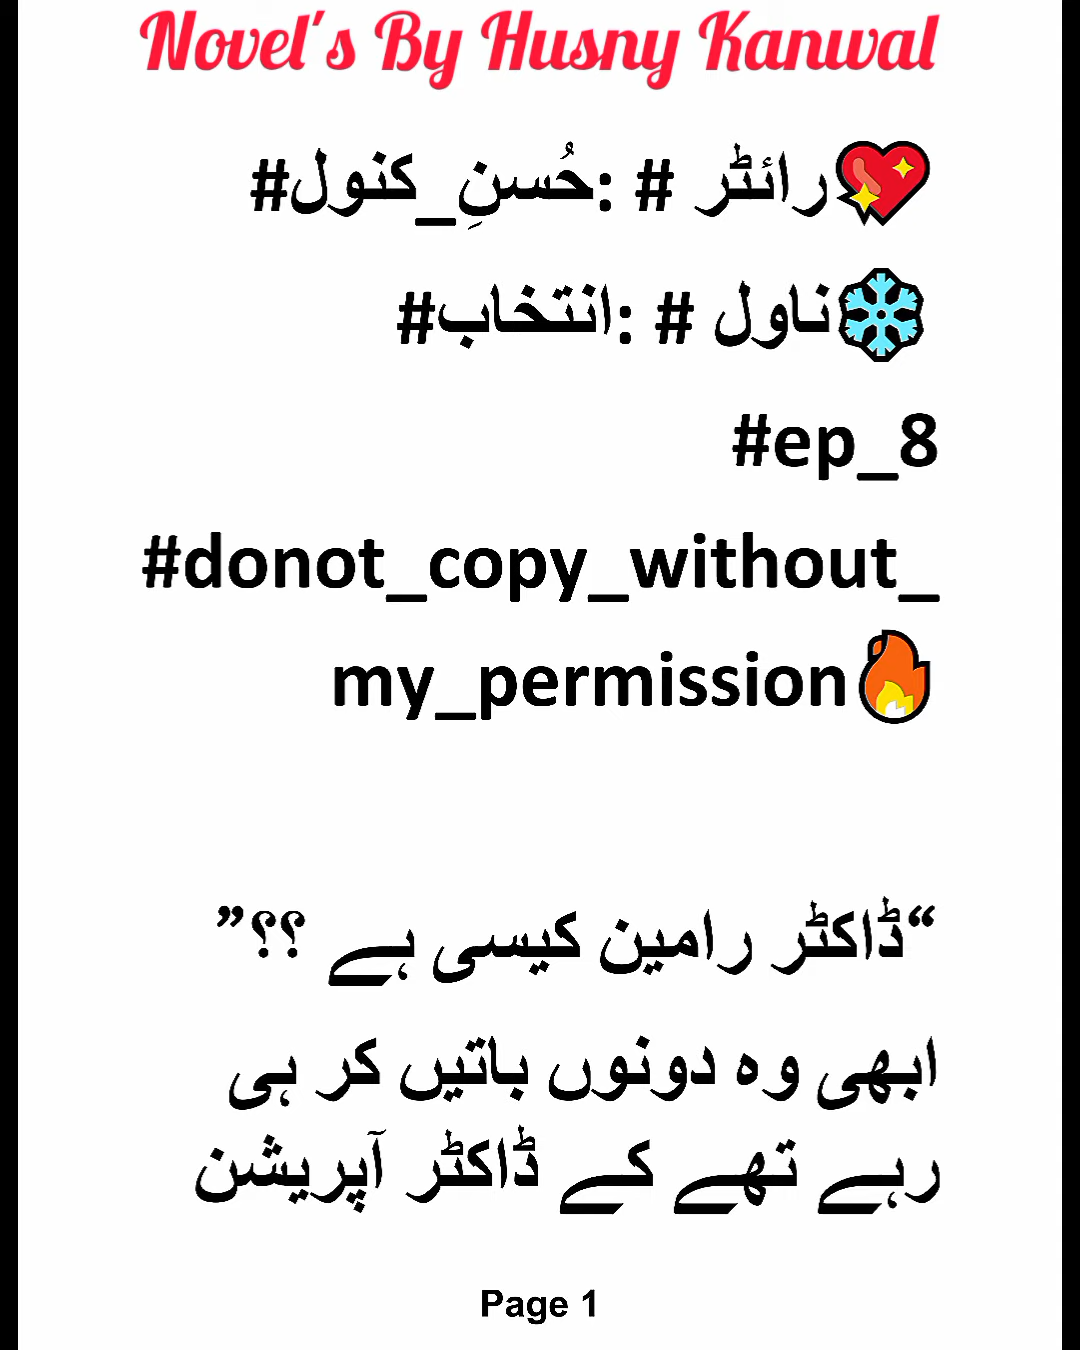 Novel's By Husny Kanwal
💖رائٹر # :حُسنِ_کنول#
❄ناول # :انتخاب#
#ep_8
#donot_copy_without_
my_permission🔥
“ڈاکٹر رامین کیسی ہے ؟؟”
ابھی وہ دونوں باتیں کر ہی
رہے تھے کے ڈاکٹر آپریشن
Page 1